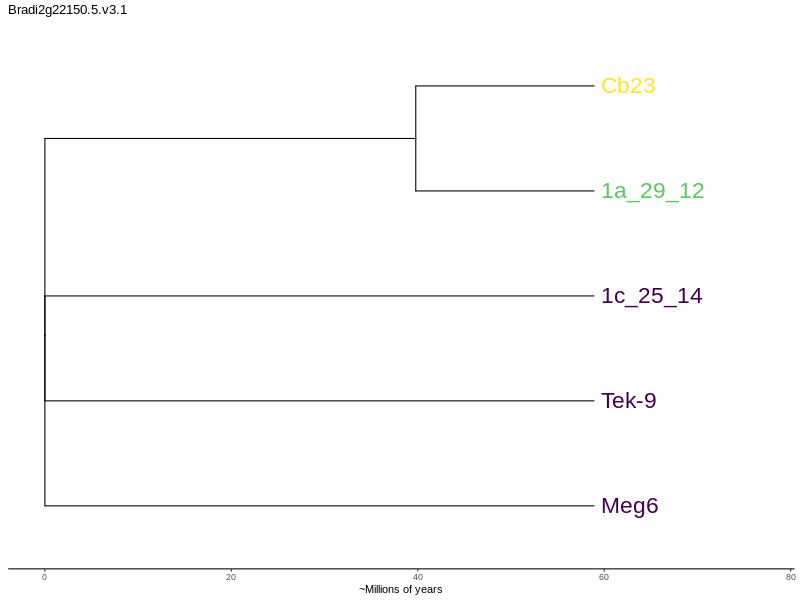 Bradi2g22150.5.v3.1
Cb23
1a_29_12
1c_25_14
Tek-9
Meg6
0 20 40 60 80
~Millions of years